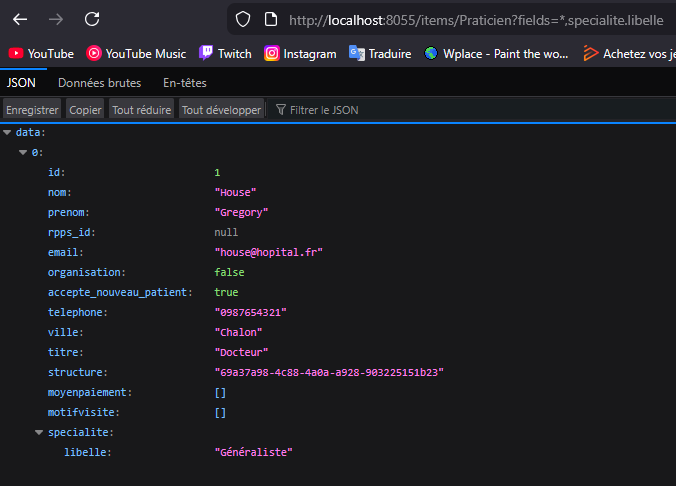 http://localhost:8055/items/Praticien?fields=*,specialite.libelle
YouTube YouTube Music Twitch Instagram Traduire Wplace - Paint the wo... Achetez vos je
JSON Données brutes En-têtes
Enregistrer Copier Tout réduire Tout développer Filtrer le JSON
data:
0:
id: 1
nom: "House"
prenom: "Gregory"
rpps_id: null
email: "house@hopital.fr"
organisation: false
accepte_nouveau_patient: true
telephone: "0987654321"
ville: "Chalon"
titre: "Docteur"
structure: "69a37a98-4c88-4a0a-a928-903225151b23"
moyenpaiement: []
motifvisite: []
specialite:
libelle: "Généraliste"